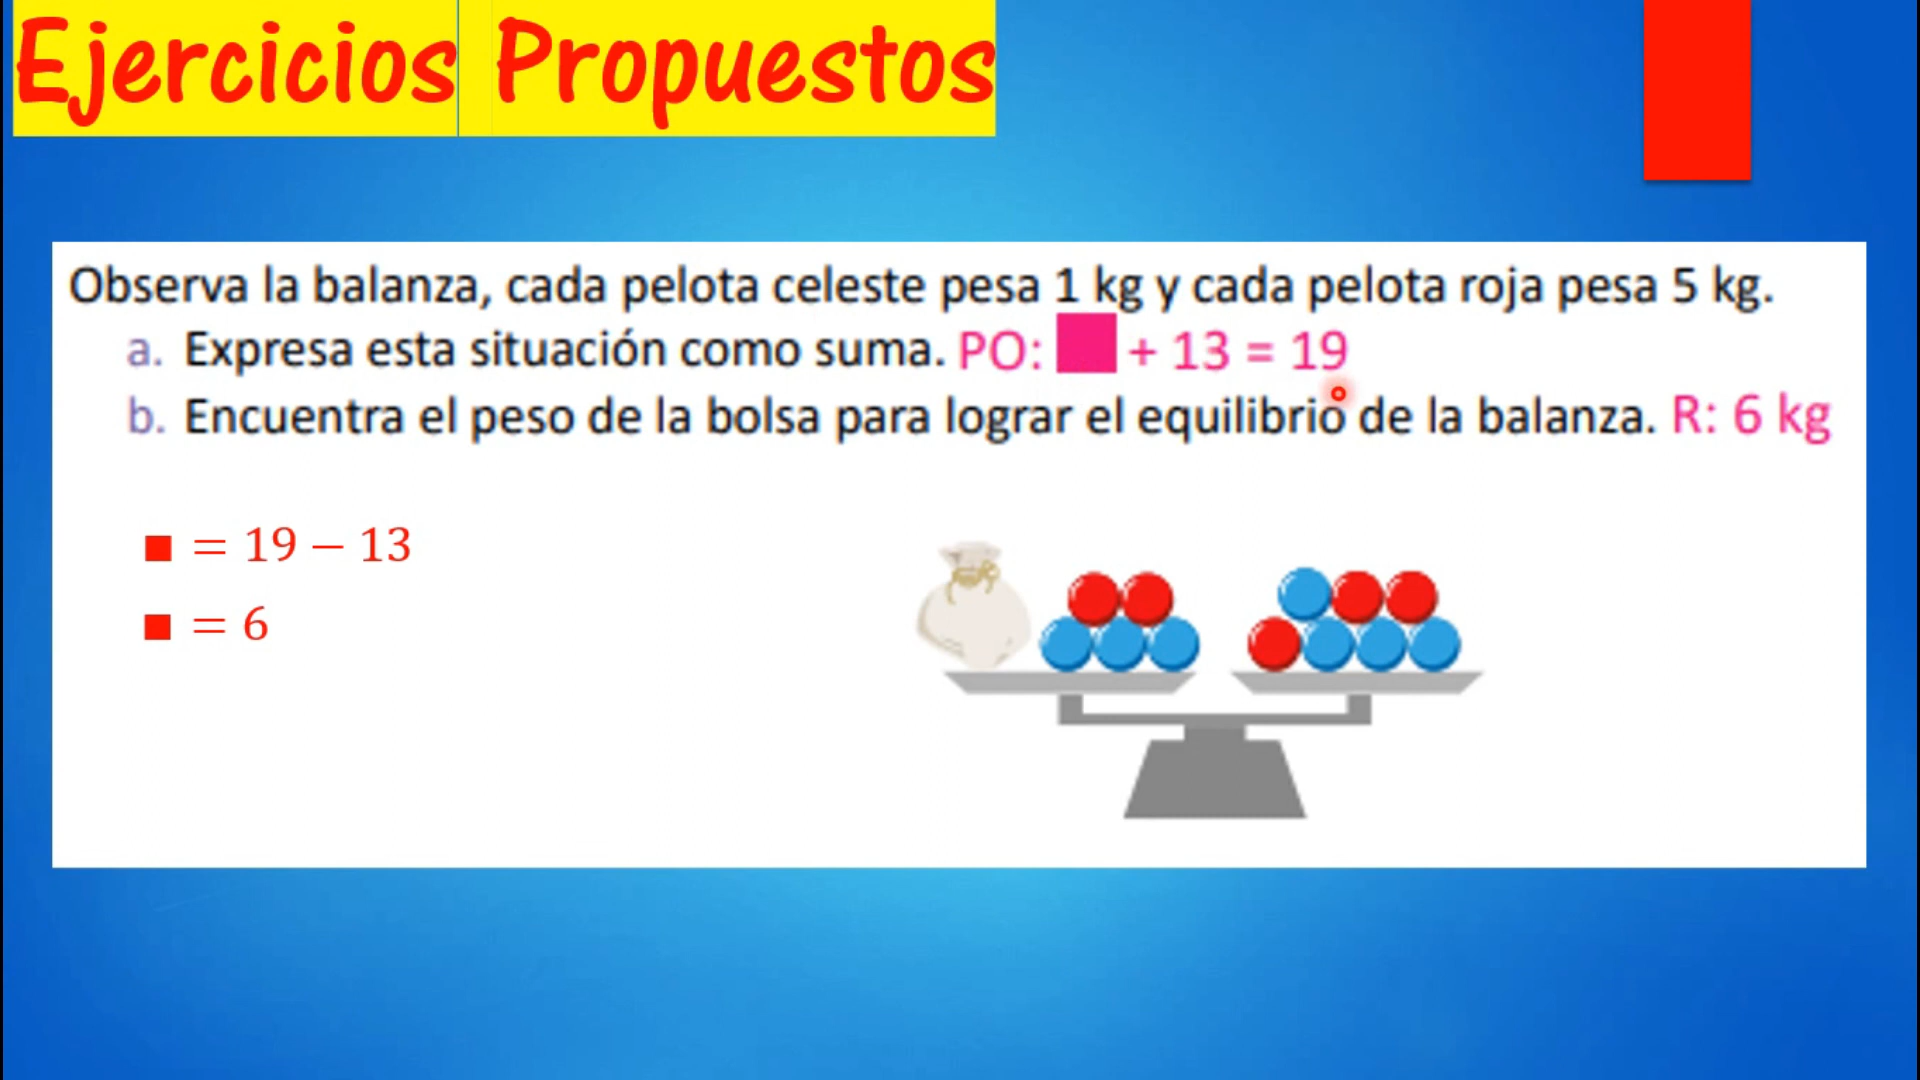 Ejercicios Propuestos
Observa la balanza, cada pelota celeste pesa 1 kg y cada pelota roja pesa 5 kg.
a. Expresa esta situación como suma. PO: ■ + 13 = 19
b. Encuentra el peso de la bolsa para lograr el equilibrio de la balanza. R: 6 kg
■ = 19 − 13
■ = 6